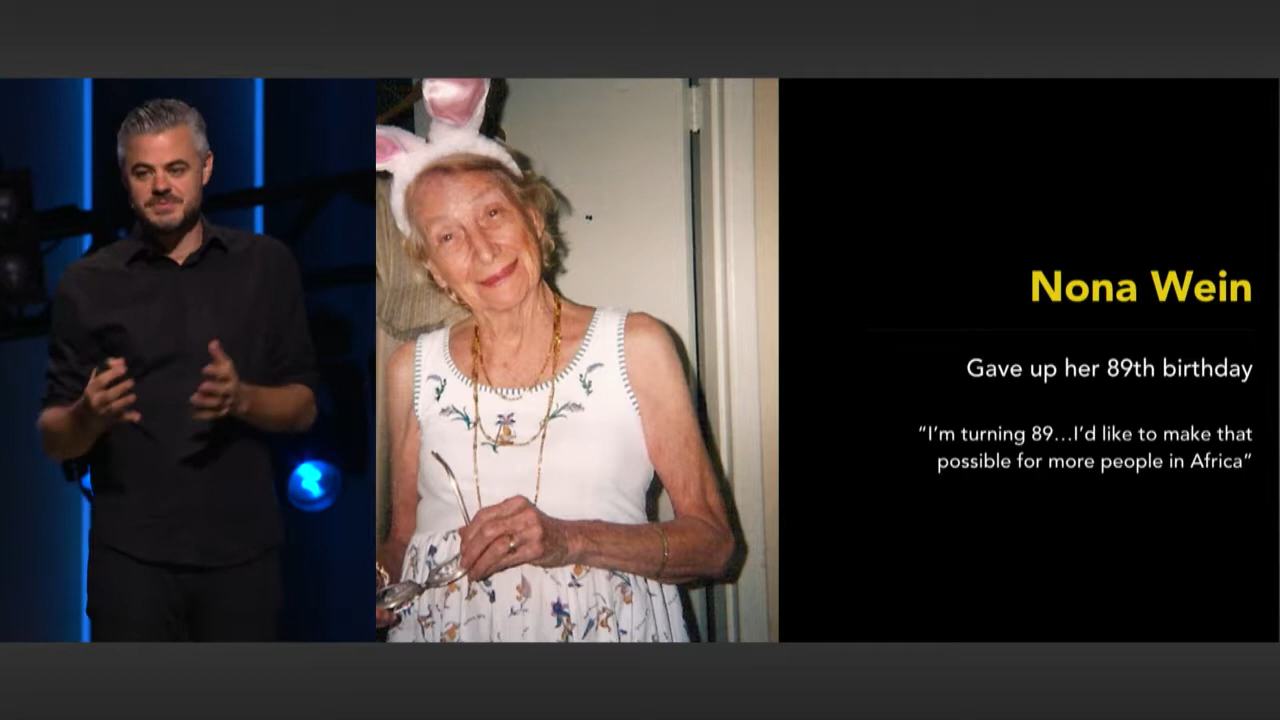 Nona Wein
Gave up her 89th birthday
“I’m turning 89...I’d like to make that
possible for more people in Africa”